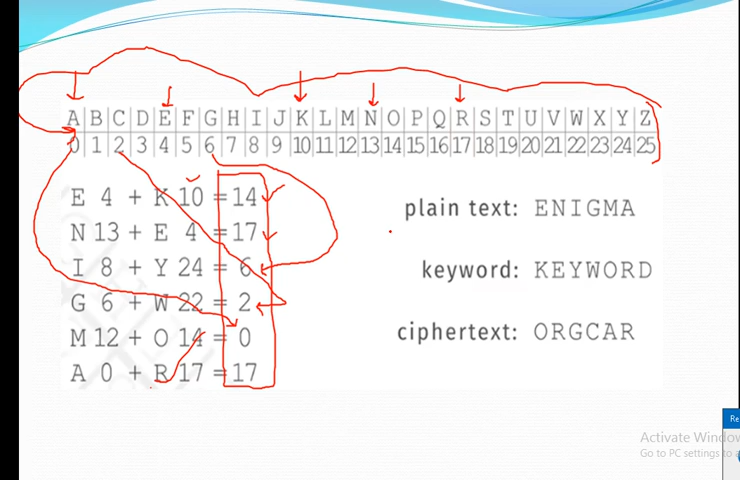 A B C D E F G H I J K L M N O P Q R S T U V W X Y Z
0 1 2 3 4 5 6 7 8 9 10 11 12 13 14 15 16 17 18 19 20 21 22 23 24 25
E 4 + K 10 = 14
N 13 + E 4 = 17
I 8 + Y 24 = 6
G 6 + W 22 = 2
M 12 + O 14 = 0
A 0 + R 17 = 17
plain text: ENIGMA
keyword: KEYWORD
ciphertext: ORGCAR
Re
Activate Window
Go to PC settings to a